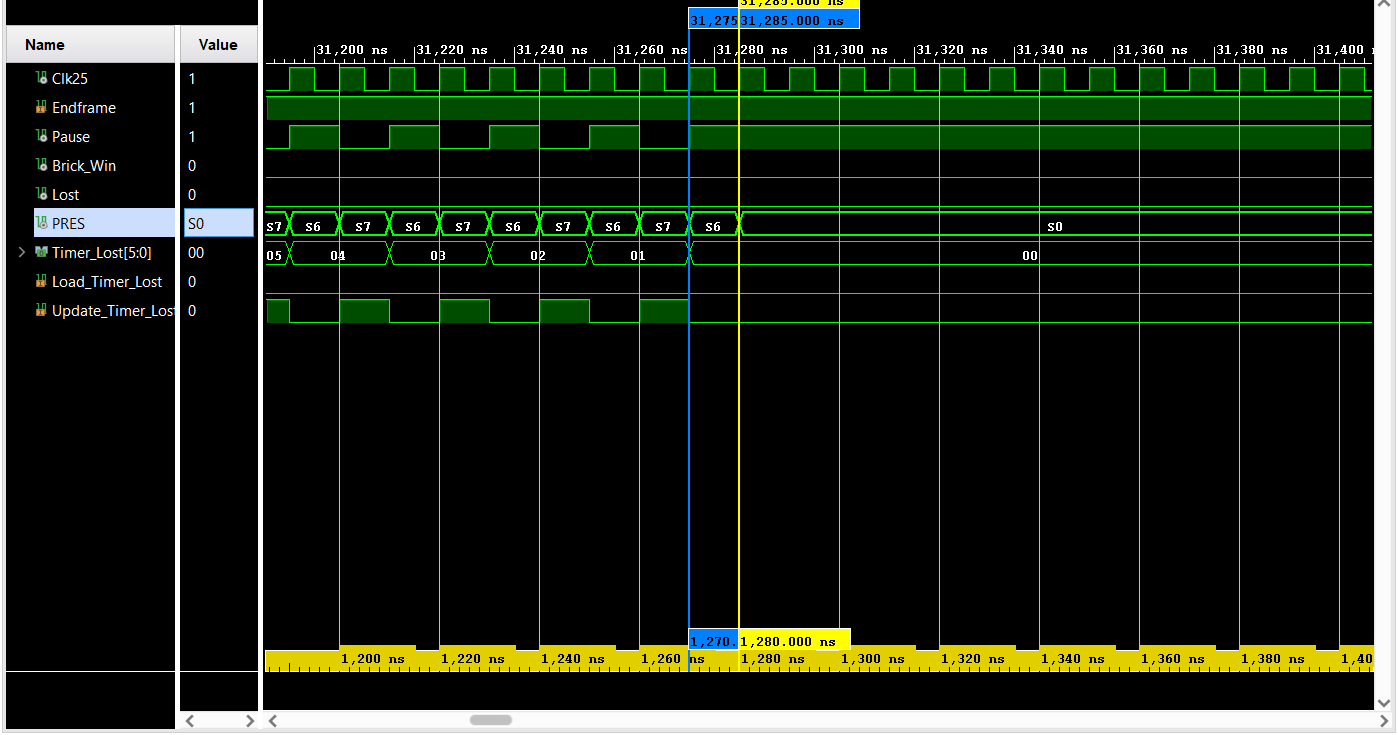 31,285.000 ns
31,275 31,285.000 ns
Name Value
31,200 ns 31,220 ns 31,240 ns 31,260 ns 31,280 ns 31,300 ns 31,320 ns 31,340 ns 31,360 ns 31,380 ns 31,400
Clk25 1
Endframe 1
Pause 1
Brick_Win 0
Lost 0
PRES S0 S7 S6 S7 S6 S7 S6 S7 S6 S7 S6 S0
Timer_Lost[5:0] 00 05 04 03 02 01 00
Load_Timer_Lost 0
Update_Timer_Lost 0
1,270. 1,280.000 ns
1,200 ns 1,220 ns 1,240 ns 1,260 ns 1,280 ns 1,300 ns 1,320 ns 1,340 ns 1,360 ns 1,380 ns 1,40